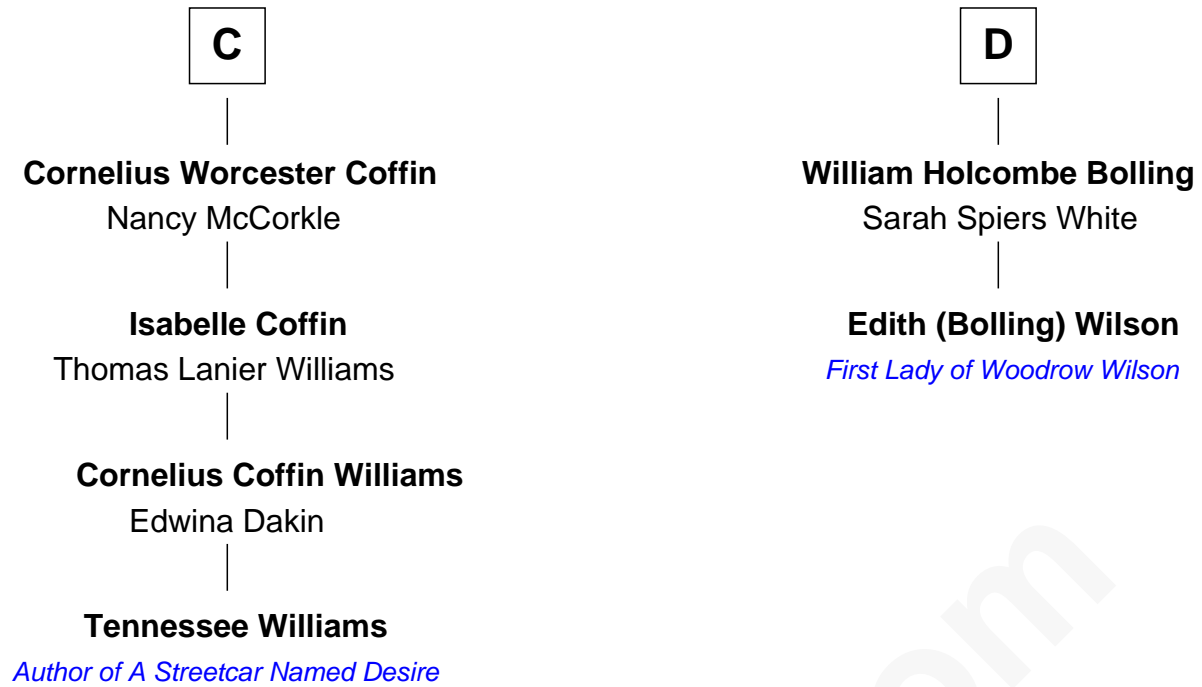 C
Cornelius Worcester Coffin
Nancy McCorkle
Isabelle Coffin
Thomas Lanier Williams
Cornelius Coffin Williams
Edwina Dakin
Tennessee Williams
Author of A Streetcar Named Desire
D
William Holcombe Bolling
Sarah Spiers White
Edith (Bolling) Wilson
First Lady of Woodrow Wilson
om